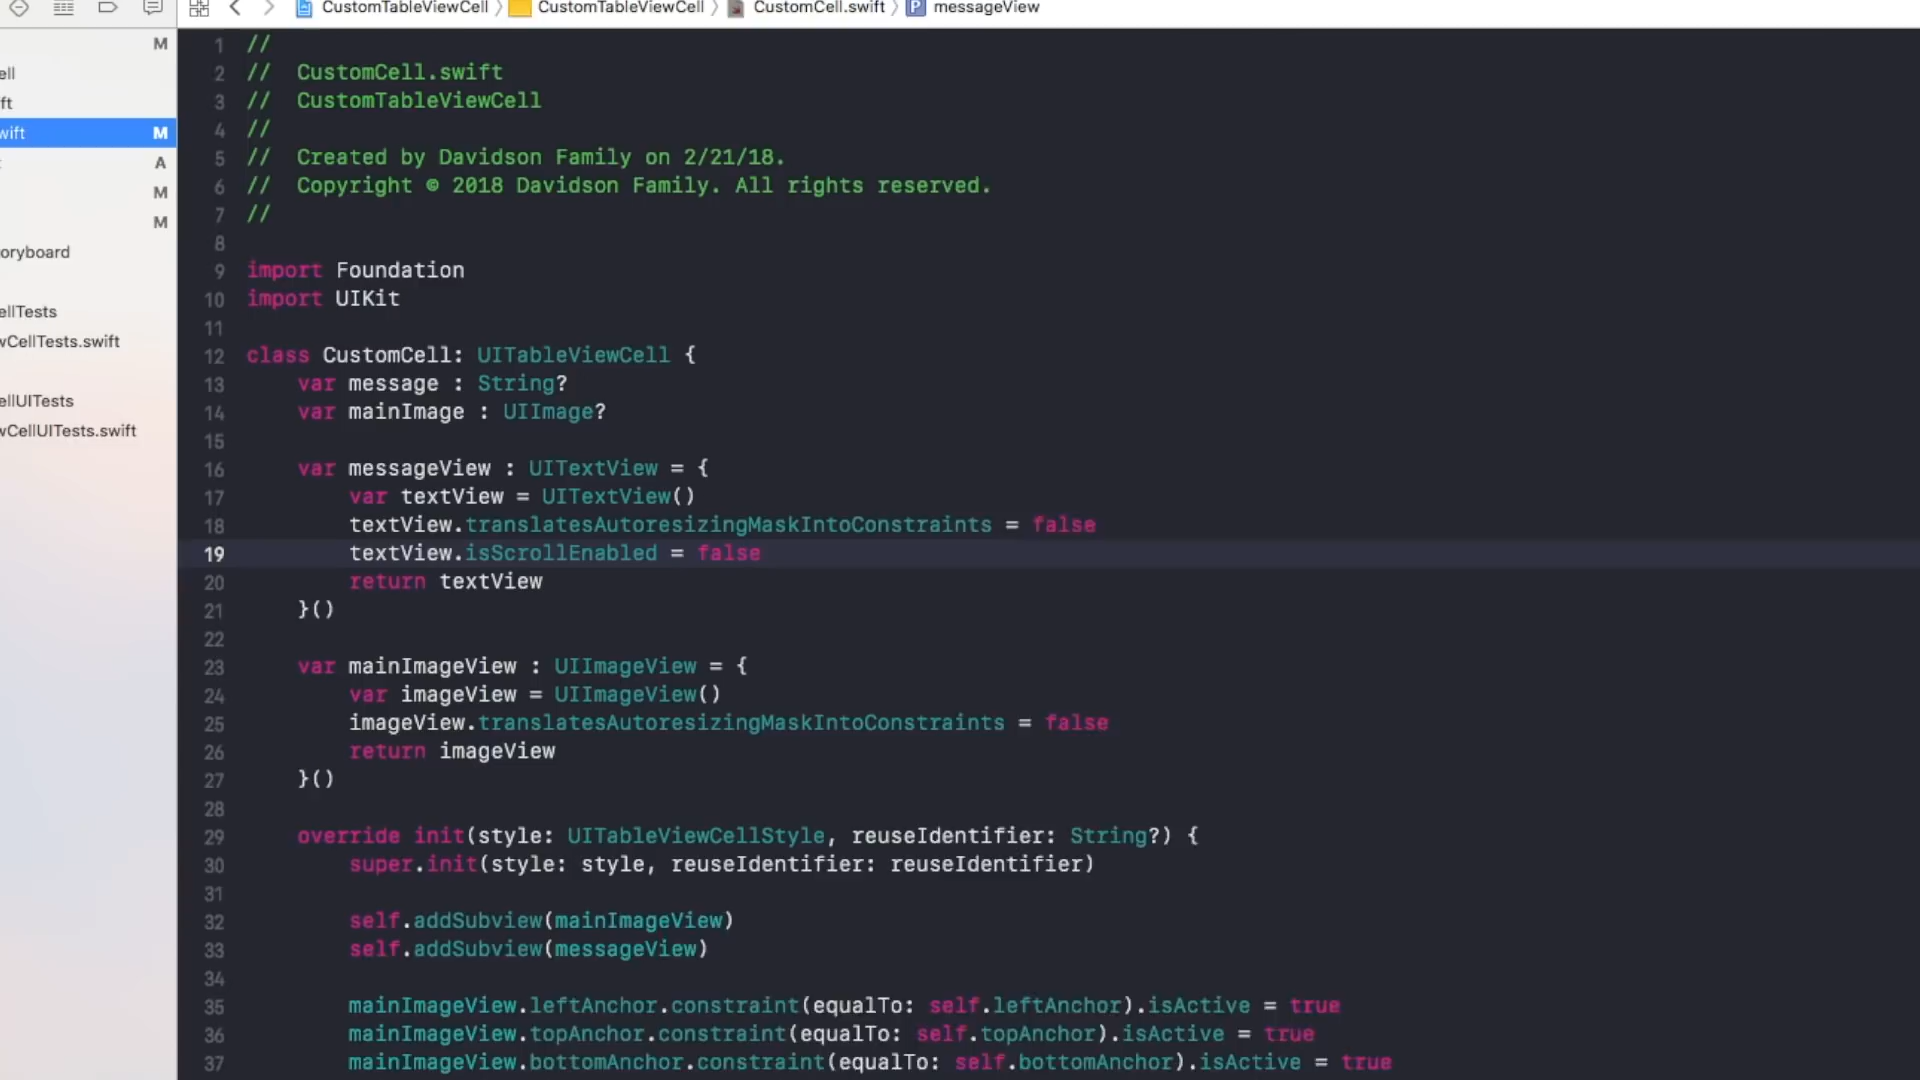 CustomTableViewCell 〉 CustomTableViewCell 〉 CustomCell.swift 〉 P messageView
M
ell
ft
wift M
A
M
M
oryboard
ellTests
wCellTests.swift
ellUITests
wCellUITests.swift
1 //
2 //  CustomCell.swift
3 //  CustomTableViewCell
4 //
5 //  Created by Davidson Family on 2/21/18.
6 //  Copyright © 2018 Davidson Family. All rights reserved.
7 //
8
9 import Foundation
10 import UIKit
11
12 class CustomCell: UITableViewCell {
13     var message : String?
14     var mainImage : UIImage?
15
16     var messageView : UITextView = {
17         var textView = UITextView()
18         textView.translatesAutoresizingMaskIntoConstraints = false
19         textView.isScrollEnabled = false
20         return textView
21     }()
22
23     var mainImageView : UIImageView = {
24         var imageView = UIImageView()
25         imageView.translatesAutoresizingMaskIntoConstraints = false
26         return imageView
27     }()
28
29     override init(style: UITableViewCellStyle, reuseIdentifier: String?) {
30         super.init(style: style, reuseIdentifier: reuseIdentifier)
31
32         self.addSubview(mainImageView)
33         self.addSubview(messageView)
34
35         mainImageView.leftAnchor.constraint(equalTo: self.leftAnchor).isActive = true
36         mainImageView.topAnchor.constraint(equalTo: self.topAnchor).isActive = true
37         mainImageView.bottomAnchor.constraint(equalTo: self.bottomAnchor).isActive = true